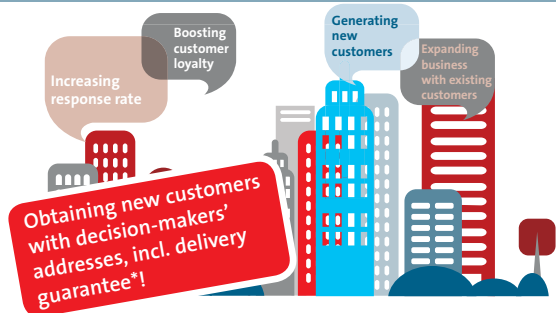 Boosting
customer
loyalty
Generating
new
customers
Increasing
response rate
Expanding
business
with existing
customers
Obtaining new customers
with decision-makers’
addresses, incl. delivery
guarantee*!